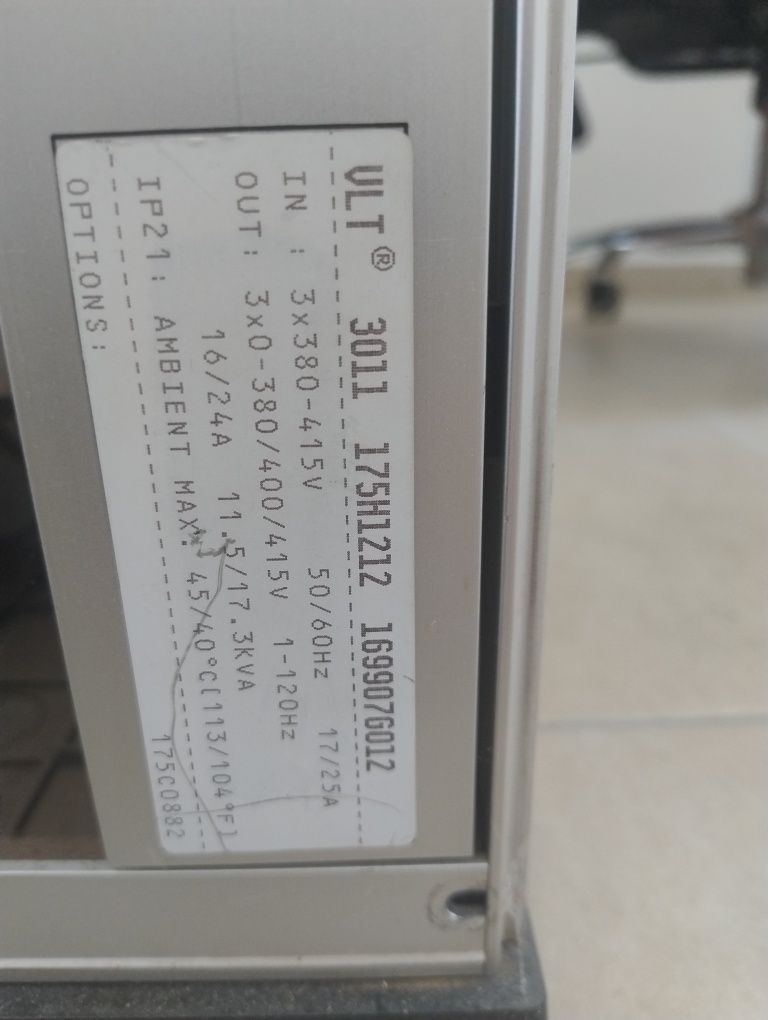 VLT® 3011 175H1212 169907G012
IN : 3x380-415V 50/60Hz 17/25A
OUT: 3x0-380/400/415V 1-120Hz
16/24A 11.5/17.3KVA
IP21: AMBIENT MAX. 45/40°C(113/104°F)
OPTIONS:
175C0882